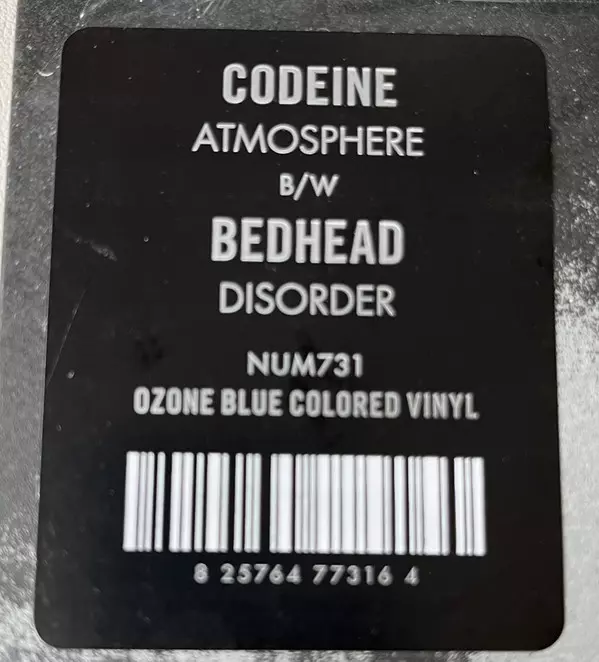 CODEINE
ATMOSPHERE
B/W
BEDHEAD
DISORDER
NUM731
OZONE BLUE COLORED VINYL
8 25764 77316 4